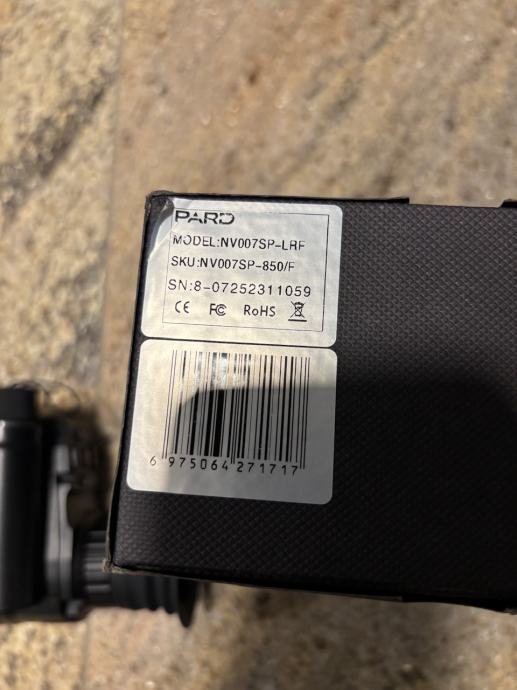 PARD
MODEL:NV007SP-LRF
SKU:NV007SP-850/F
SN:8-07252311059
CE FC RoHS
6 975064 271717